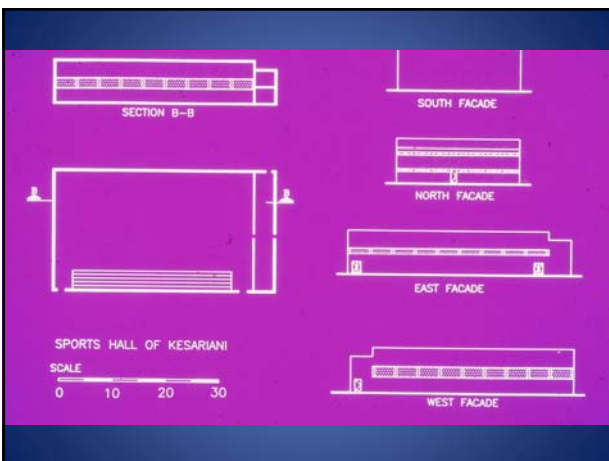 SECTION B-B
B
B
SPORTS HALL OF KESARIANI
SCALE
0 10 20 30
SOUTH FACADE
NORTH FACADE
EAST FACADE
WEST FACADE